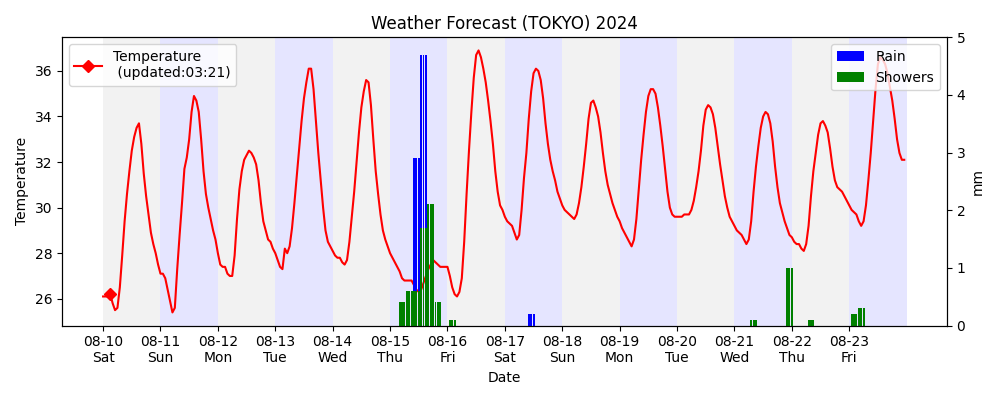 Weather Forecast (TOKYO) 2024
Temperature
(updated:03:21)
Rain
Showers
Temperature
36
34
32
30
28
26
5
4
3
2
1
0
mm
08-10 08-11 08-12 08-13 08-14 08-15 08-16 08-17 08-18 08-19 08-20 08-21 08-22 08-23
Sat Sun Mon Tue Wed Thu Fri Sat Sun Mon Tue Wed Thu Fri
Date